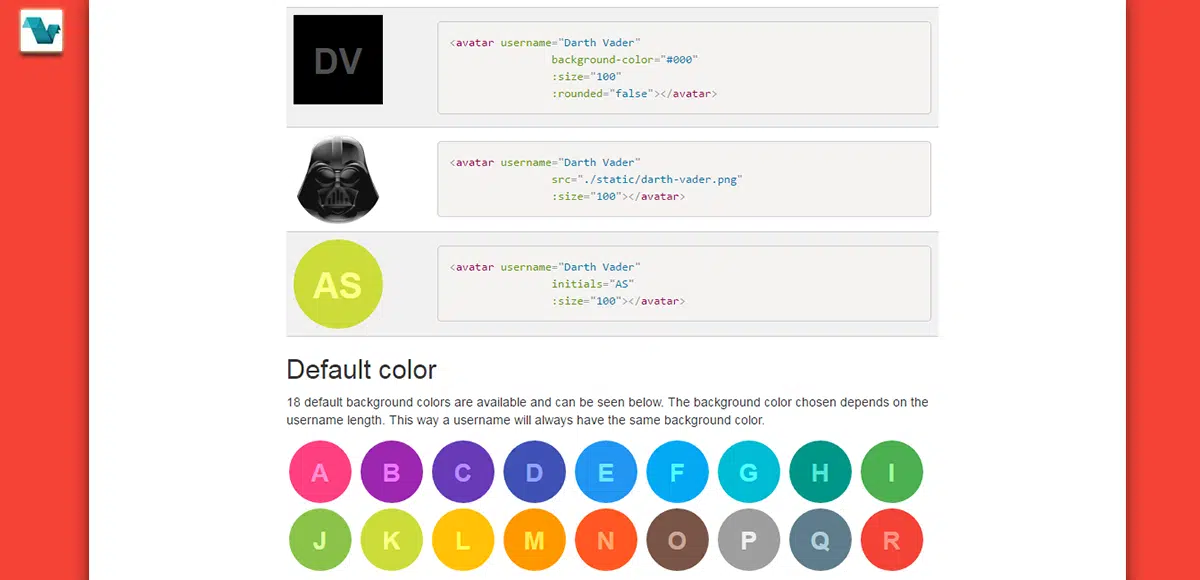 DV
<avatar username="Darth Vader"
background-color="#000"
:size="100"
:rounded="false"></avatar>
<avatar username="Darth Vader"
src="./static/darth-vader.png"
:size="100"></avatar>
AS
<avatar username="Darth Vader"
initials="AS"
:size="100"></avatar>
Default color
18 default background colors are available and can be seen below. The background color chosen depends on the
username length. This way a username will always have the same background color.
A B C D E F G H I
J K L M N O P Q R